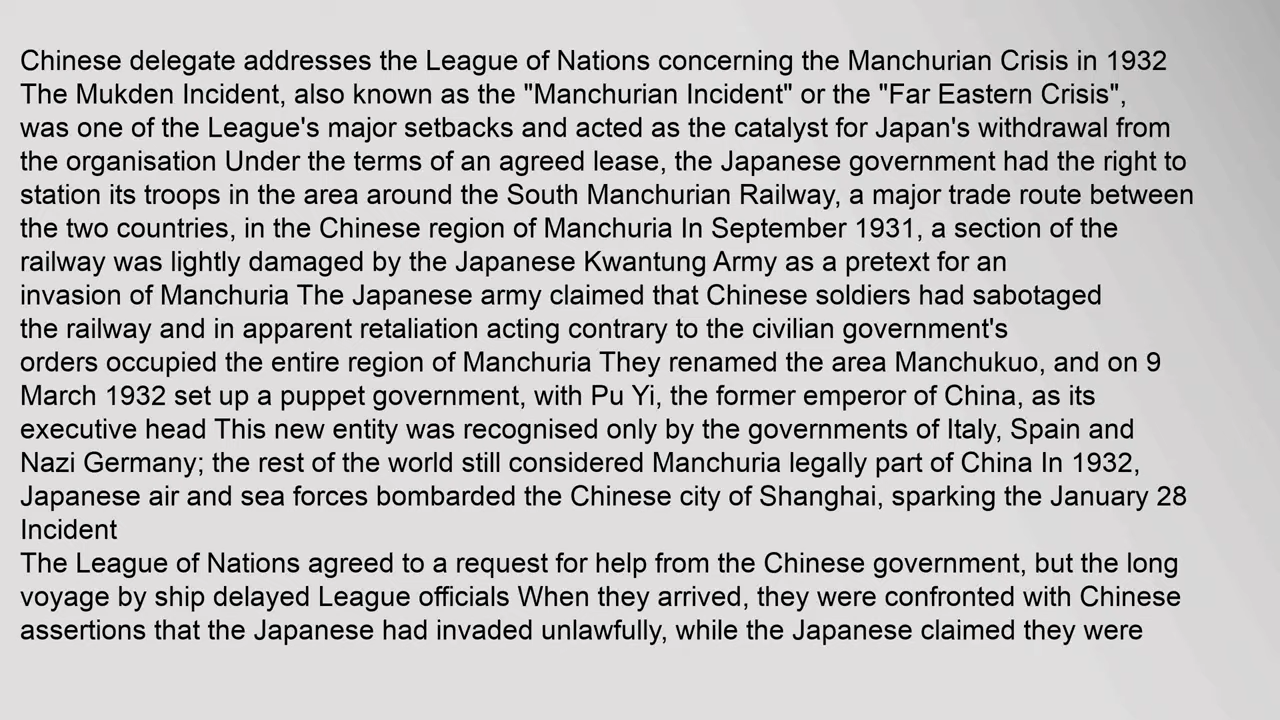 Chinese delegate addresses the League of Nations concerning the Manchurian Crisis in 1932
The Mukden Incident, also known as the "Manchurian Incident" or the "Far Eastern Crisis",
was one of the League's major setbacks and acted as the catalyst for Japan's withdrawal from
the organisation Under the terms of an agreed lease, the Japanese government had the right to
station its troops in the area around the South Manchurian Railway, a major trade route between
the two countries, in the Chinese region of Manchuria In September 1931, a section of the
railway was lightly damaged by the Japanese Kwantung Army as a pretext for an
invasion of Manchuria The Japanese army claimed that Chinese soldiers had sabotaged
the railway and in apparent retaliation acting contrary to the civilian government's
orders occupied the entire region of Manchuria They renamed the area Manchukuo, and on 9
March 1932 set up a puppet government, with Pu Yi, the former emperor of China, as its
executive head This new entity was recognised only by the governments of Italy, Spain and
Nazi Germany; the rest of the world still considered Manchuria legally part of China In 1932,
Japanese air and sea forces bombarded the Chinese city of Shanghai, sparking the January 28
Incident
The League of Nations agreed to a request for help from the Chinese government, but the long
voyage by ship delayed League officials When they arrived, they were confronted with Chinese
assertions that the Japanese had invaded unlawfully, while the Japanese claimed they were